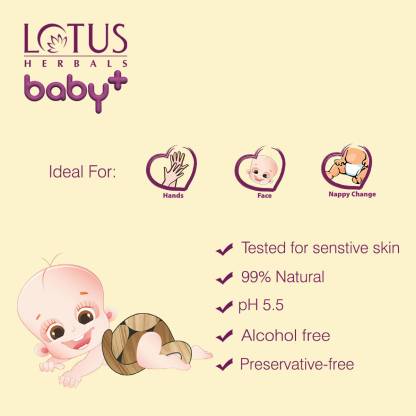 LOTUS
HERBALS
baby+
Ideal For:
Hands
Face
Nappy Change
Tested for senstive skin
99% Natural
pH 5.5
Alcohol free
Preservative-free